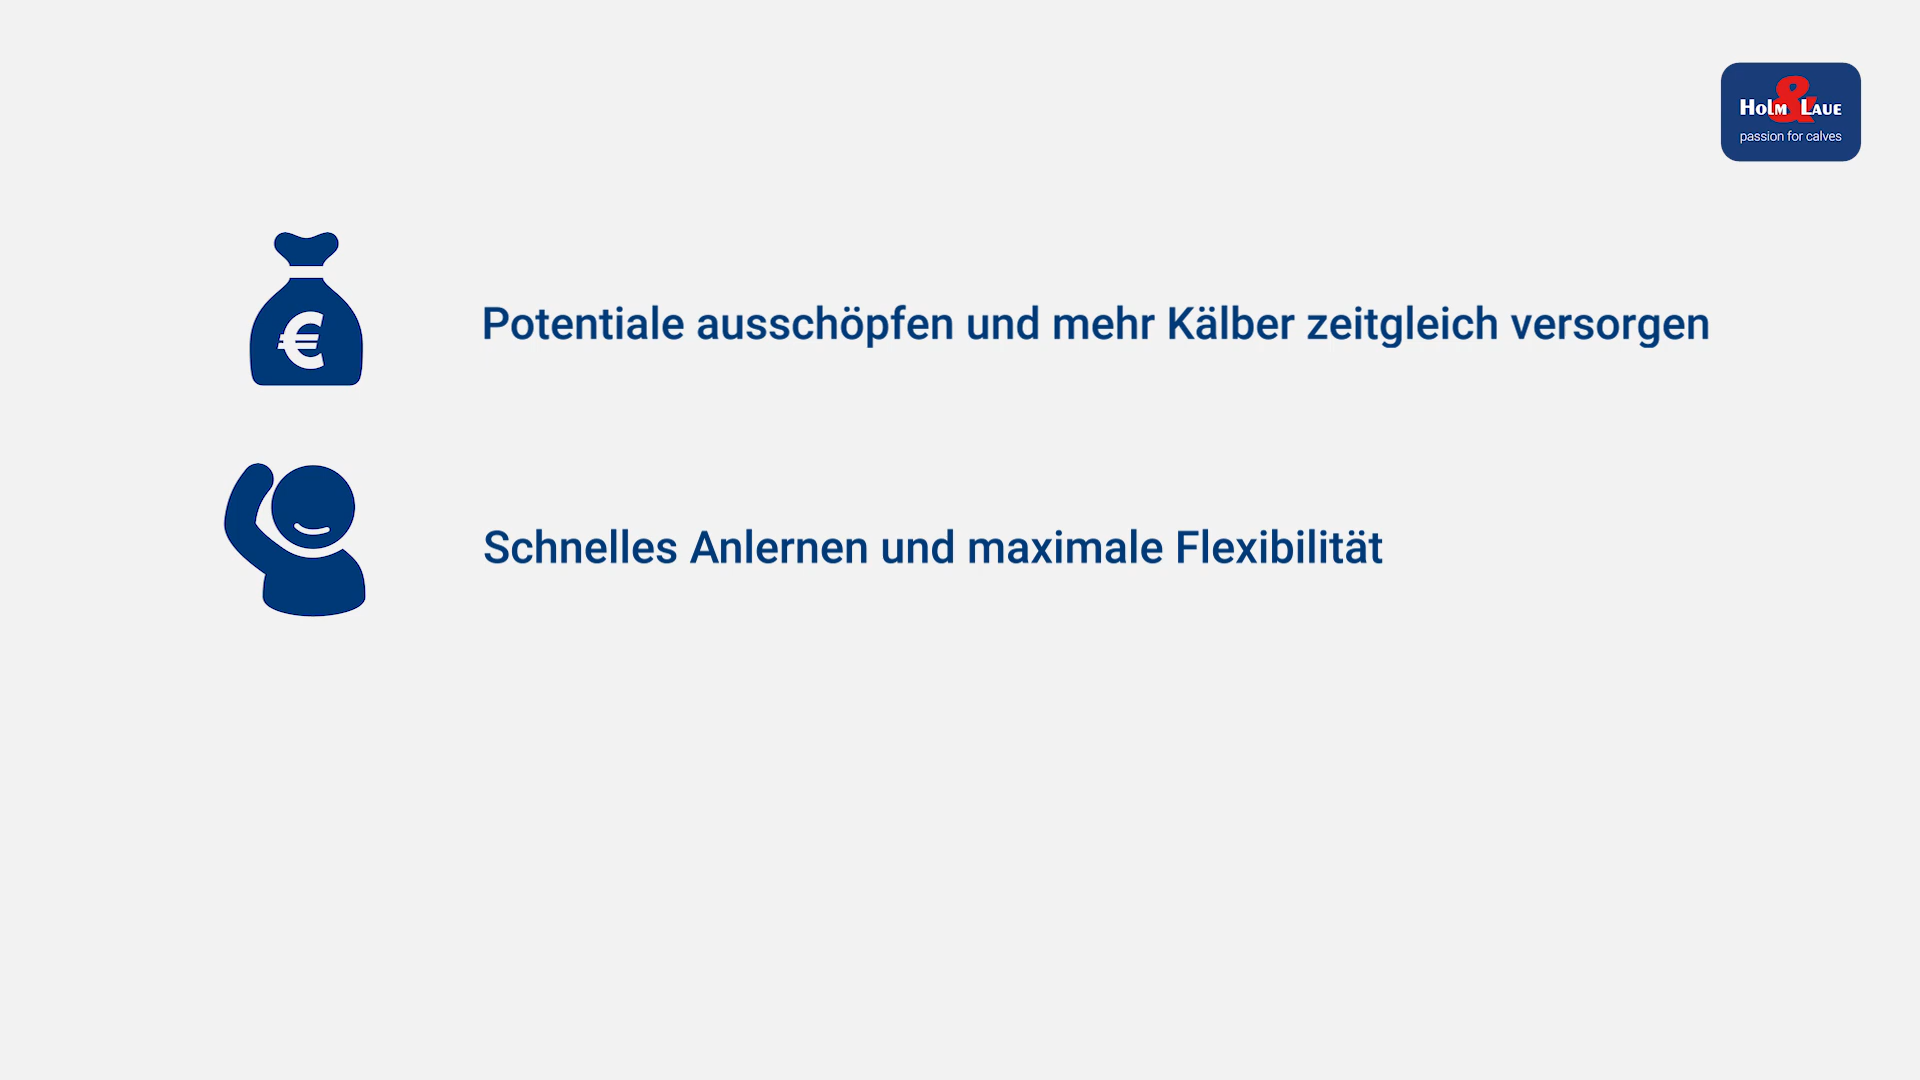 Holm & Laue
passion for calves
€
Potentiale ausschöpfen und mehr Kälber zeitgleich versorgen
Schnelles Anlernen und maximale Flexibilität